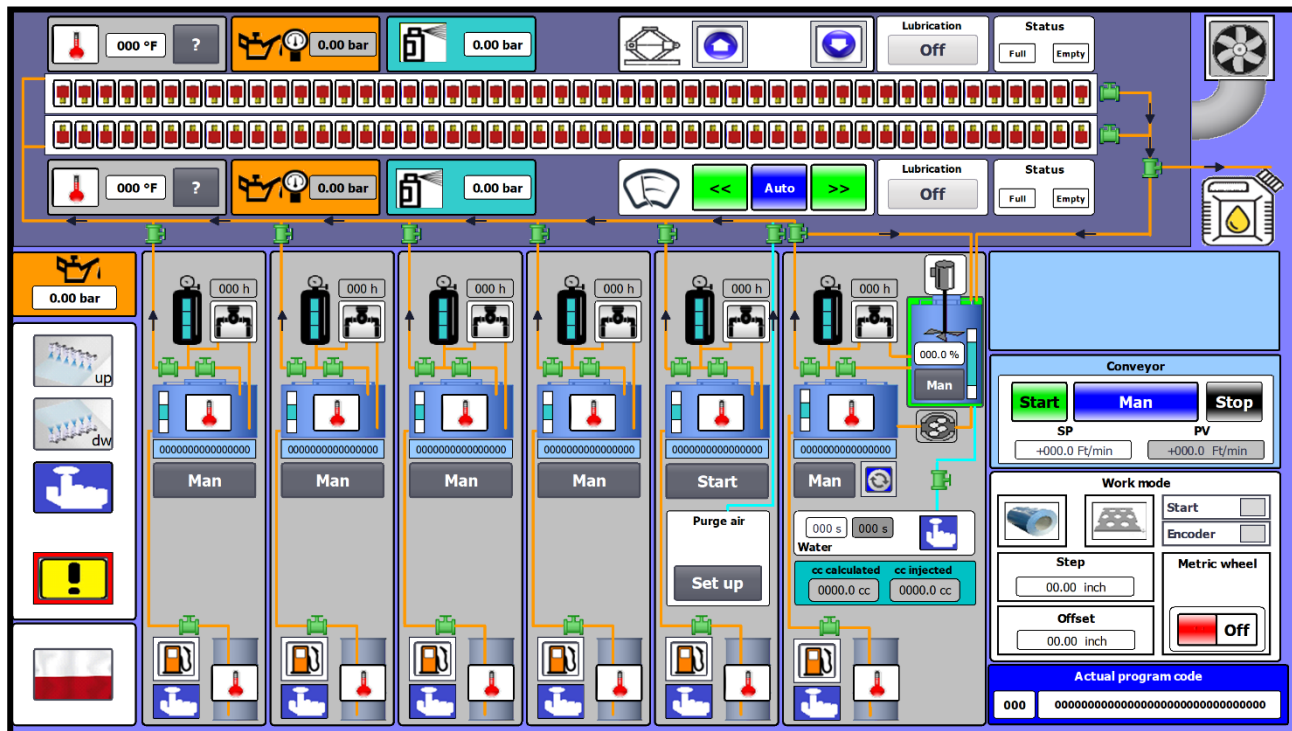 000 °F
?
0.00 bar
0.00 bar
Lubrication
Off
Status
Full
Empty
000 °F
?
0.00 bar
0.00 bar
<<
Auto
>>
Lubrication
Off
Status
Full
Empty
0.00 bar
up
dw
000 h
0000000000000000
Man
000 h
0000000000000000
Man
000 h
0000000000000000
Man
000 h
0000000000000000
Man
000 h
0000000000000000
Start
Purge air
Set up
000 h
000.0 %
Man
0000000000000000
Man
000 s
000 s
Water
cc calculated
cc injected
0000.0 cc
0000.0 cc
Conveyor
Start
Man
Stop
SP
PV
+000.0 Ft/min
+000.0 Ft/min
Work mode
Start
Encoder
Step
00.00 inch
Metric wheel
Offset
00.00 inch
Off
Actual program code
000
00000000000000000000000000000000